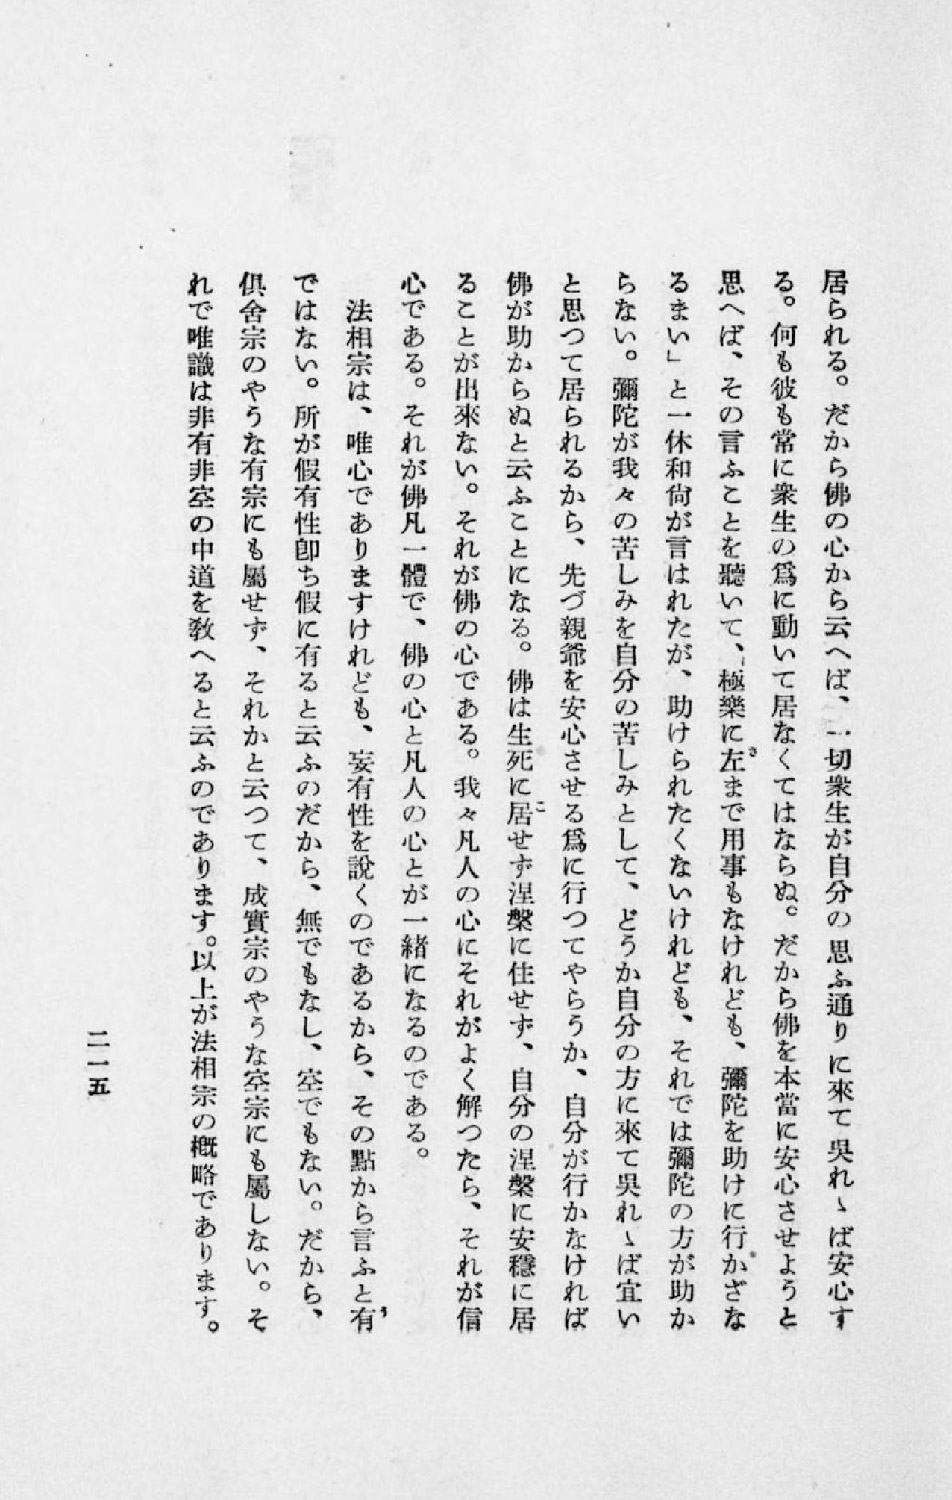 居られる。だから佛の心から云へば、一切衆生が自分の思ふ通りに來て吳れゝば安心す
る。何も彼も常に衆生の爲に動いて居なくてはならぬ。だから佛を本當に安心させようと
思へば、その言ふことを聽いて、「極樂に左まで用事もなけれども、彌陀を助けに行かざな
るまい」と一休和尙が言はれたが、助けられたくないけれども、それでは彌陀の方が助か
らない。彌陀が我々の苦しみを自分の苦しみとして、どうか自分の方に來て吳れゝば宜い
と思つて居られるから、先づ親爺を安心させる爲に行つてやらうか、自分が行かなければ
佛が助からぬと云ふことになる。佛は生死に居せず涅槃に住せず、自分の涅槃に安穩に居
ることが出來ない。それが佛の心である。我々凡人の心にそれがよく解つたら、それが信
心である。それが佛凡一體で、佛の心と凡人の心とが一緖になるのである。
法相宗は、唯心でありますけれども、妄有性を說くのであるから、その點から言ふと有
ではない。所が假有性卽ち假に有ると云ふのだから、無でもなし、空でもない。だから、
俱舍宗のやうな有宗にも屬せず、それかと云つて、成實宗のやうな空宗にも屬しない。そ
れで唯識は非有非空の中道を敎へると云ふのであります。以上が法相宗の槪略であります。
二一五